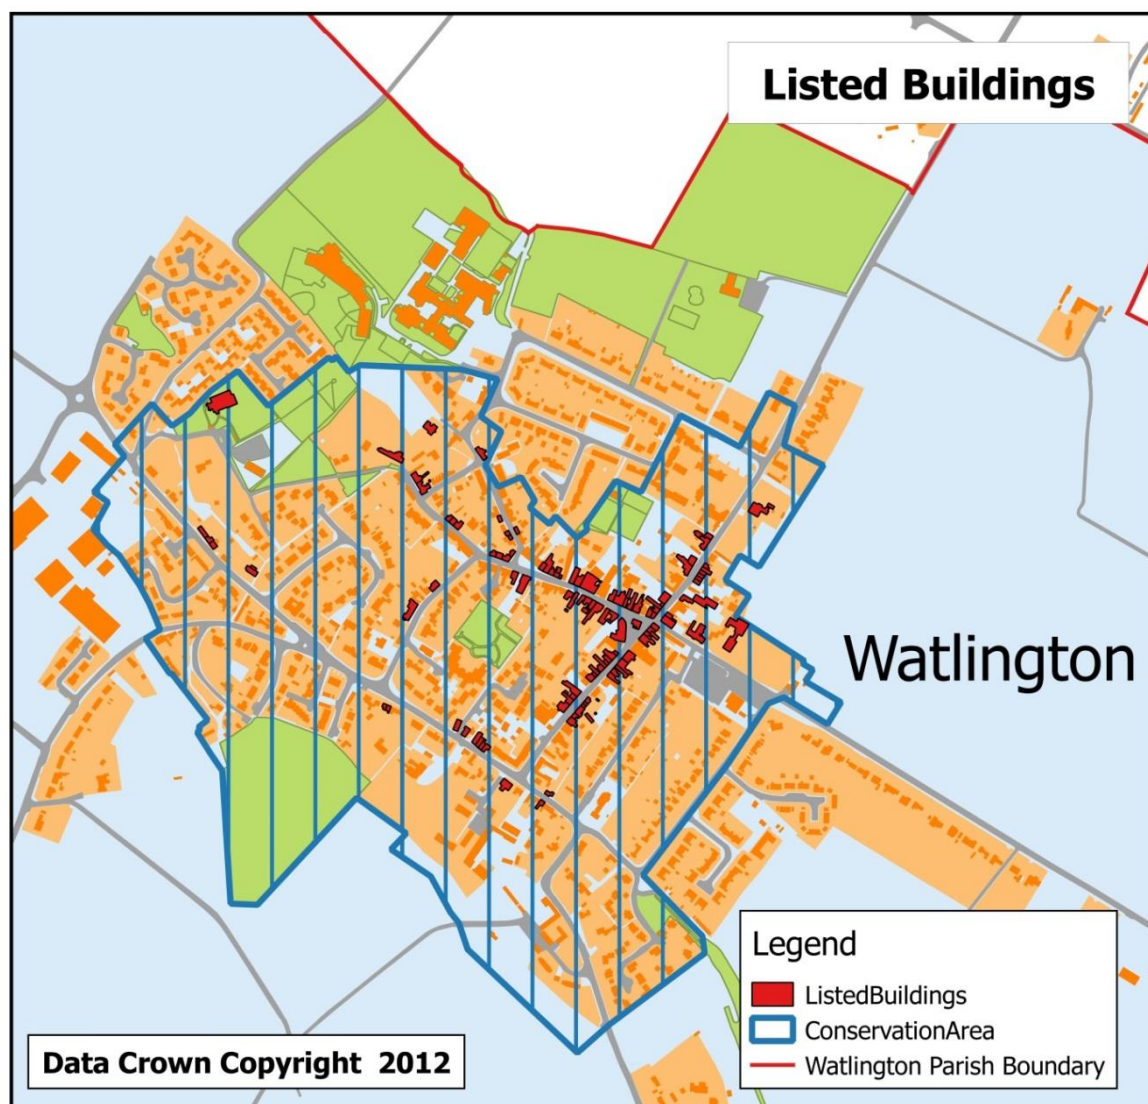 Listed Buildings
Watlington
Legend
ListedBuildings
ConservationArea
Watlington Parish Boundary
Data Crown Copyright 2012